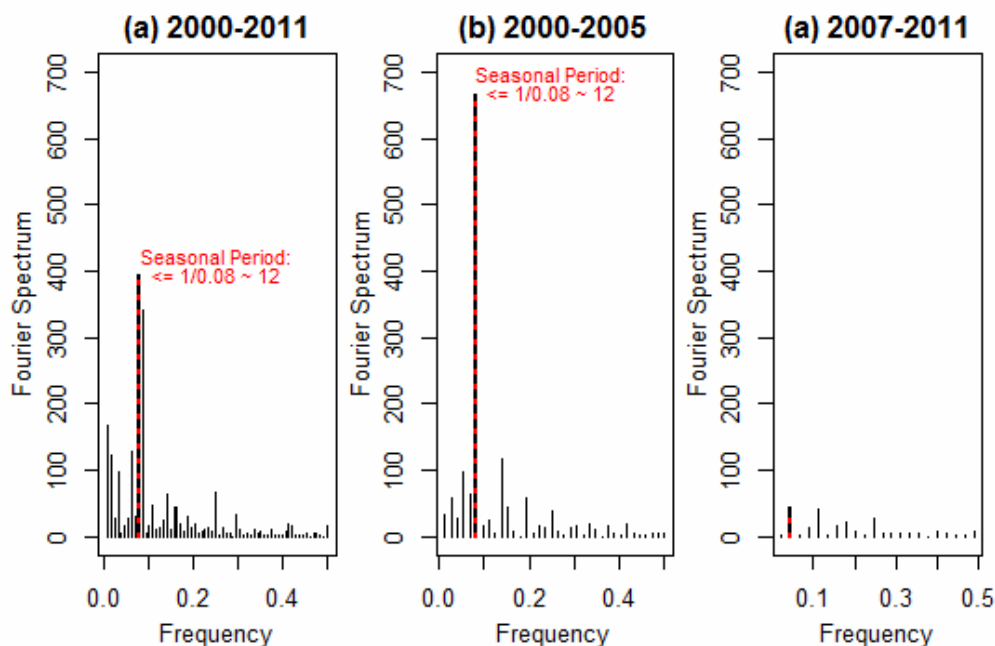 (a) 2000-2011
(b) 2000-2005
(a) 2007-2011
Fourier Spectrum
0 100 200 300 400 500 600 700
Seasonal Period:
<= 1/0.08 ~ 12
0.0 0.2 0.4
Frequency
Fourier Spectrum
0 100 200 300 400 500 600 700
Seasonal Period:
<= 1/0.08 ~ 12
0.0 0.2 0.4
Frequency
Fourier Spectrum
0 100 200 300 400 500 600 700
0.1 0.3 0.5
Frequency